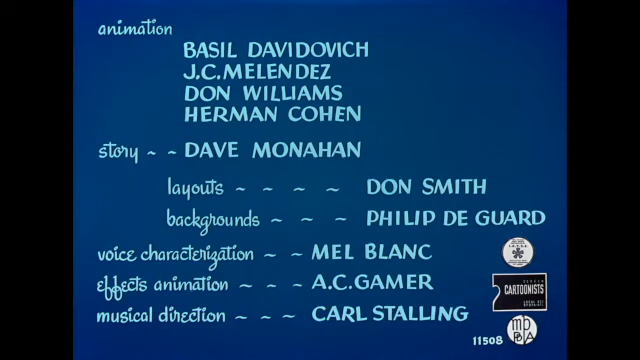 animation
BASIL DAVIDOVICH
J.C.MELENDEZ
DON WILLIAMS
HERMAN COHEN
story ~ ~ DAVE MONAHAN
layouts ~ ~ ~ ~ DON SMITH
backgrounds ~ ~ ~ PHILIP DE GUARD
voice characterization ~ ~ MEL BLANC
effects animation ~ ~ ~ A.C.GAMER
CARTOONISTS
musical direction ~ ~ ~ CARL STALLING
11508